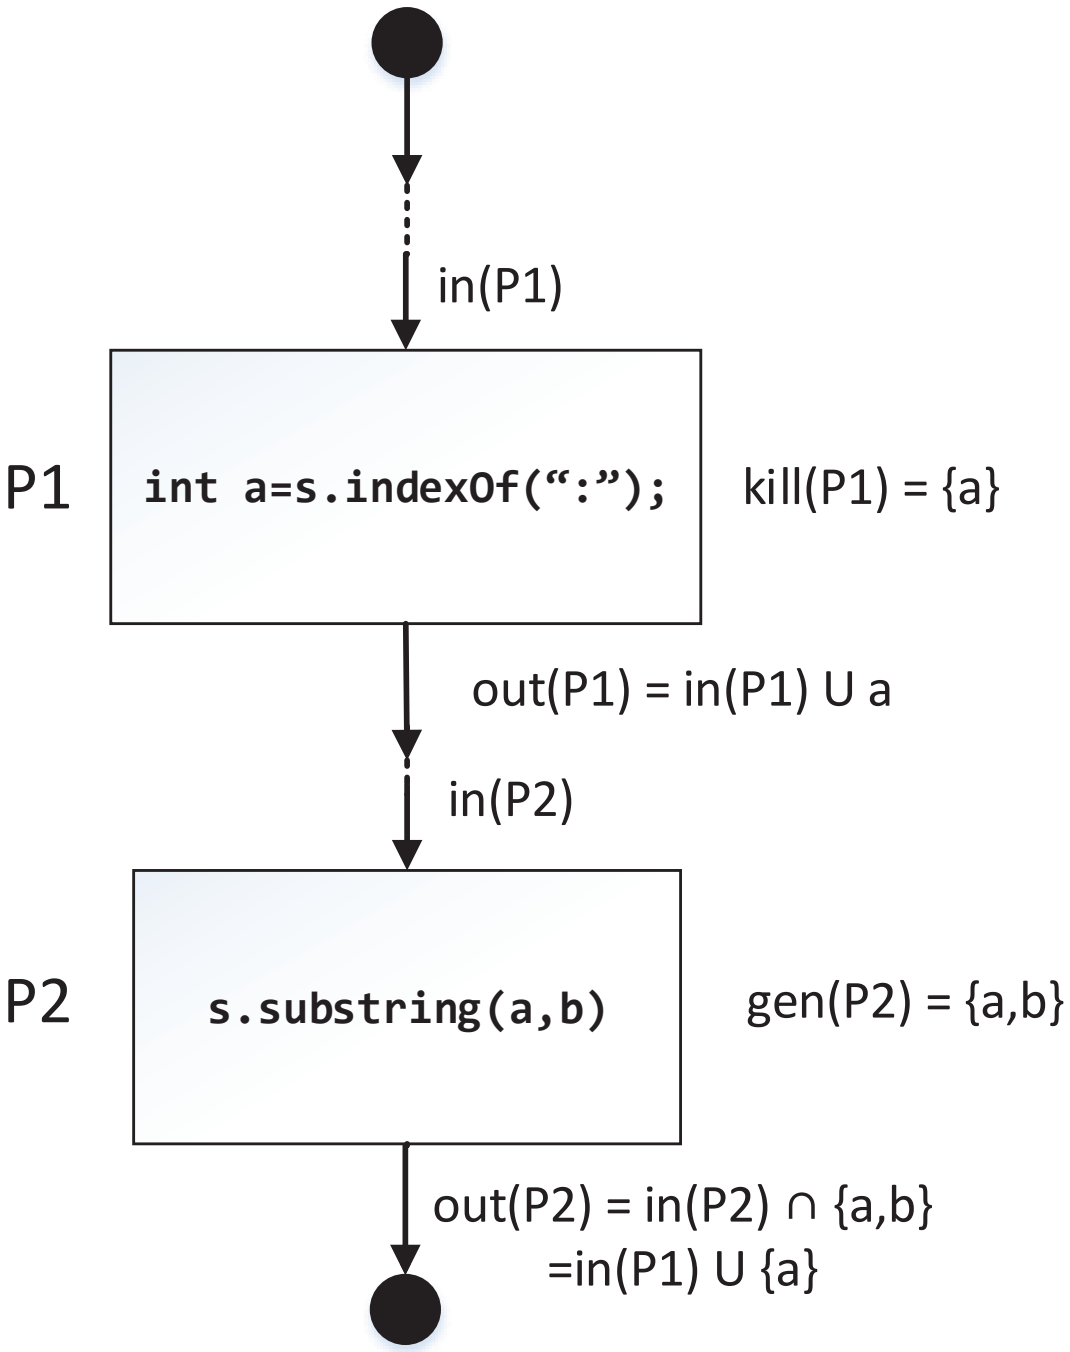 in(P1)
P1
int a=s.indexOf(“:”);
kill(P1) = {a}
out(P1) = in(P1) U a
in(P2)
P2
s.substring(a,b)
gen(P2) = {a,b}
out(P2) = in(P2) ∩ {a,b}
=in(P1) U {a}